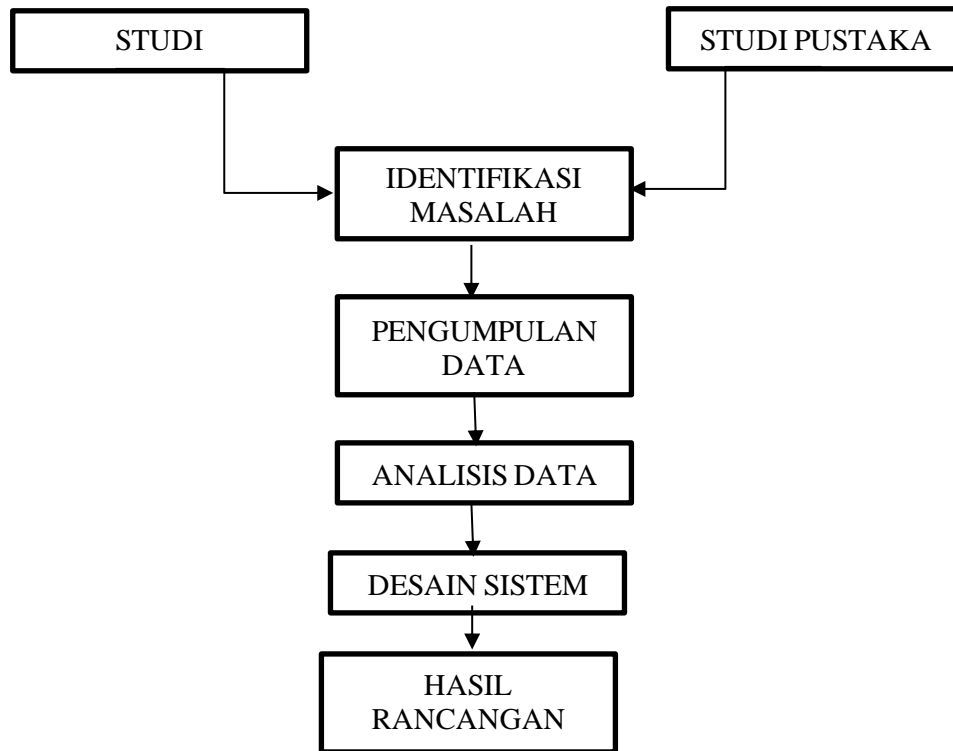 STUDI
STUDI PUSTAKA
IDENTIFIKASI
MASALAH
PENGUMPULAN
DATA
ANALISIS DATA
DESAIN SISTEM
HASIL
RANCANGAN